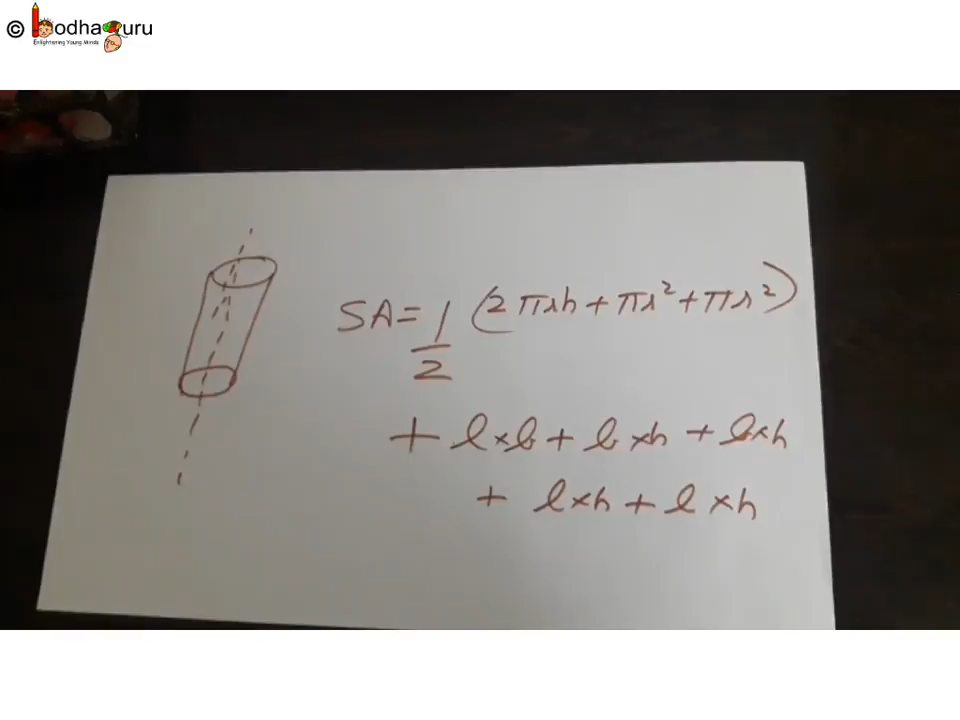 © BodhaGuru
Enlightening Young Minds
SA = 1/2 (2πrh + πr² + πr²)
+ l×b + b×h + b×h
+ l×h + l×h